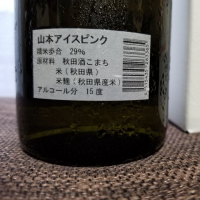 山本アイスピンク
精米歩合 29%
原材料 秋田酒こまち
米（秋田県）
米麹（秋田県産米）
アルコール分 15度